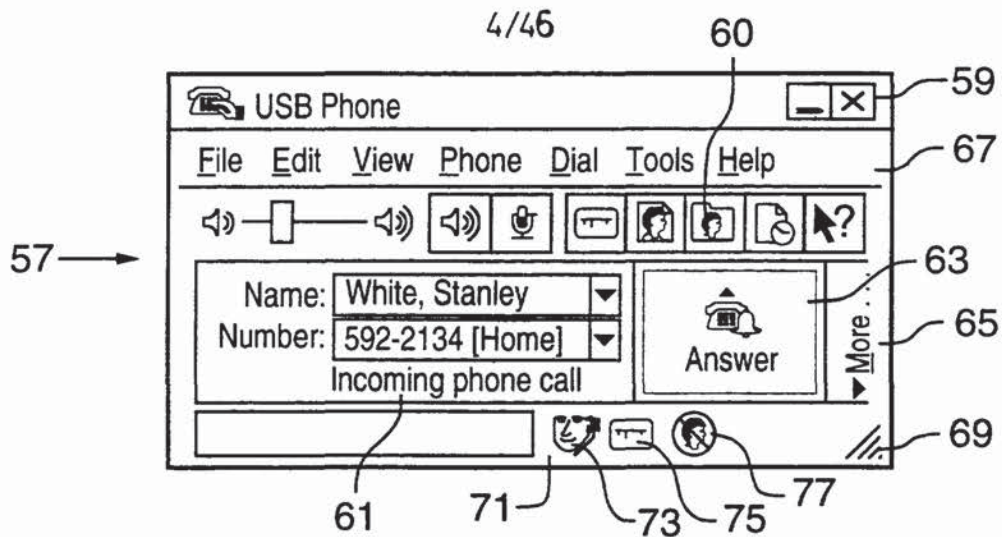 4/46
60
USB Phone
59
File Edit View Phone Dial Tools Help
67
?
57
Name: White, Stanley
63
Number: 592-2134 [Home]
Answer
More...
65
Incoming phone call
69
61
71
73
75
77